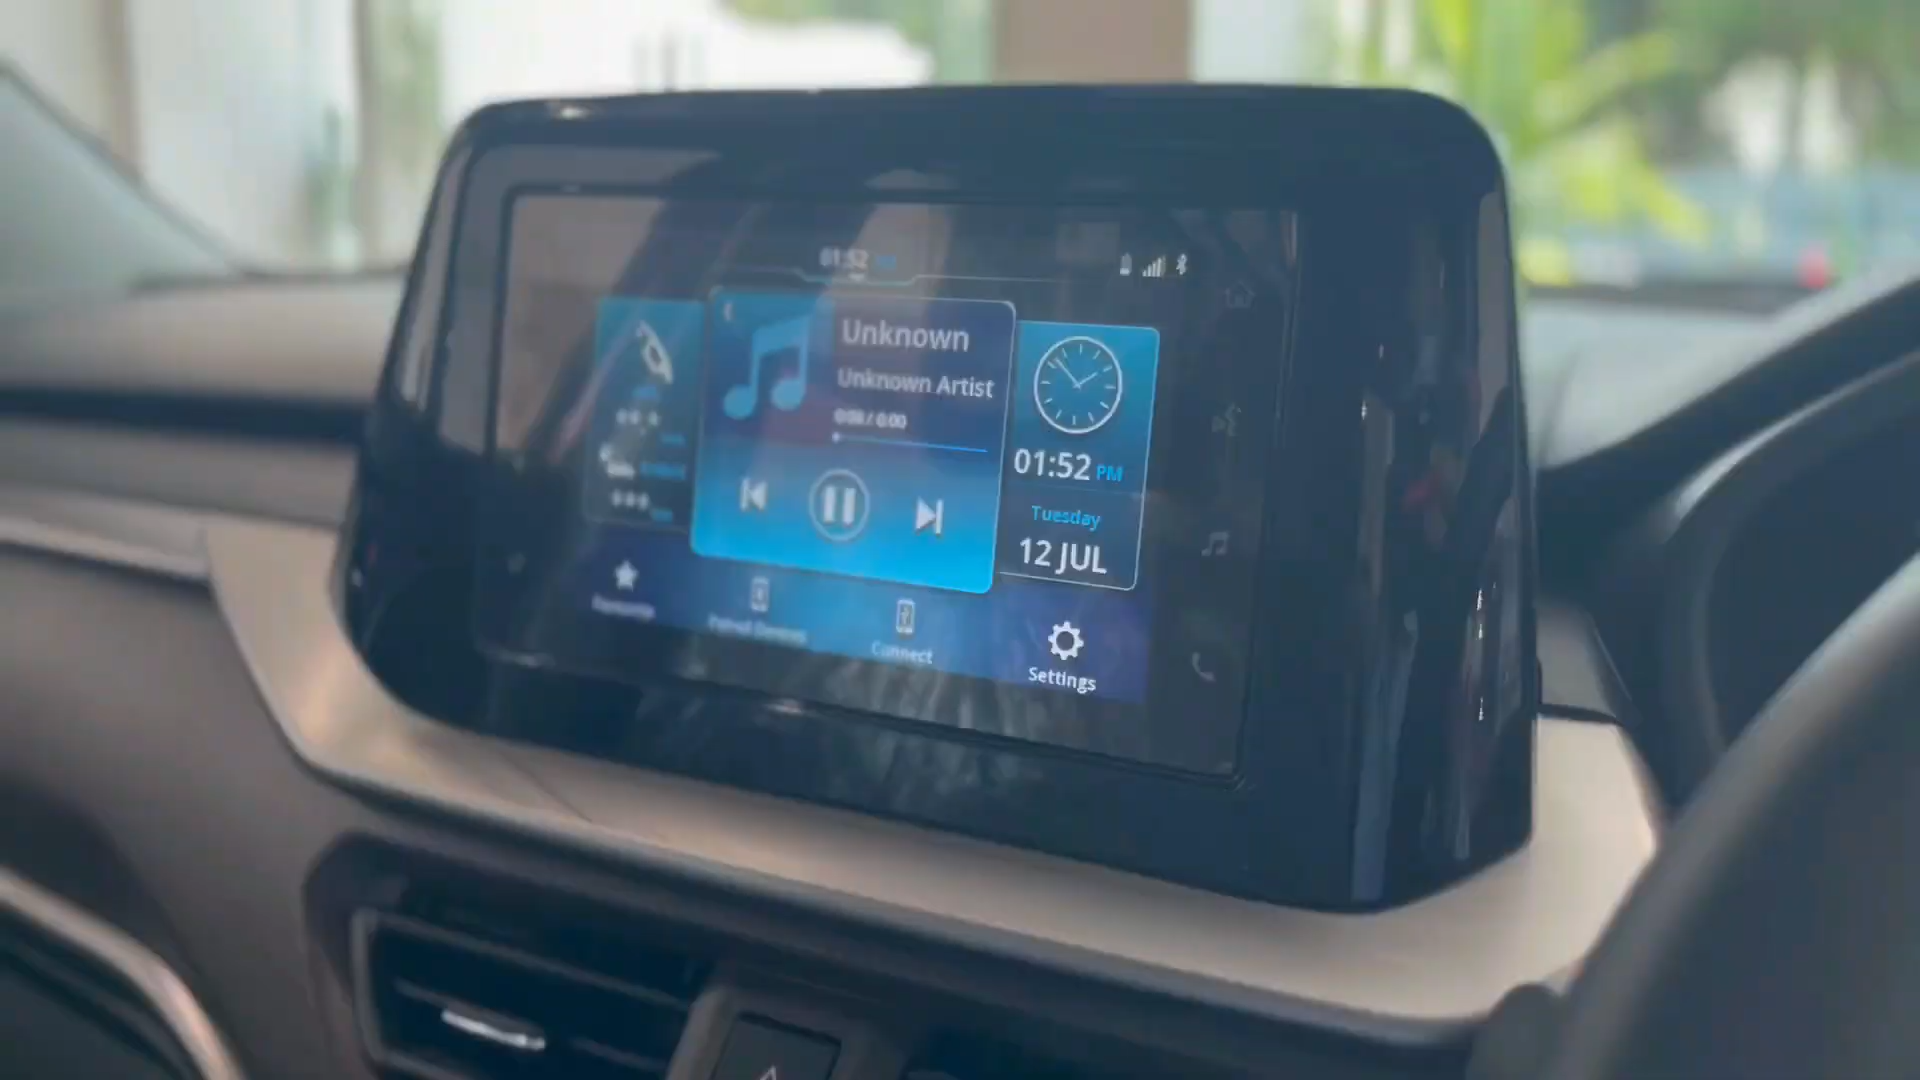 01:52
Unknown
Unknown Artist
01:52 PM
Tuesday
12 JUL
Connect
Settings